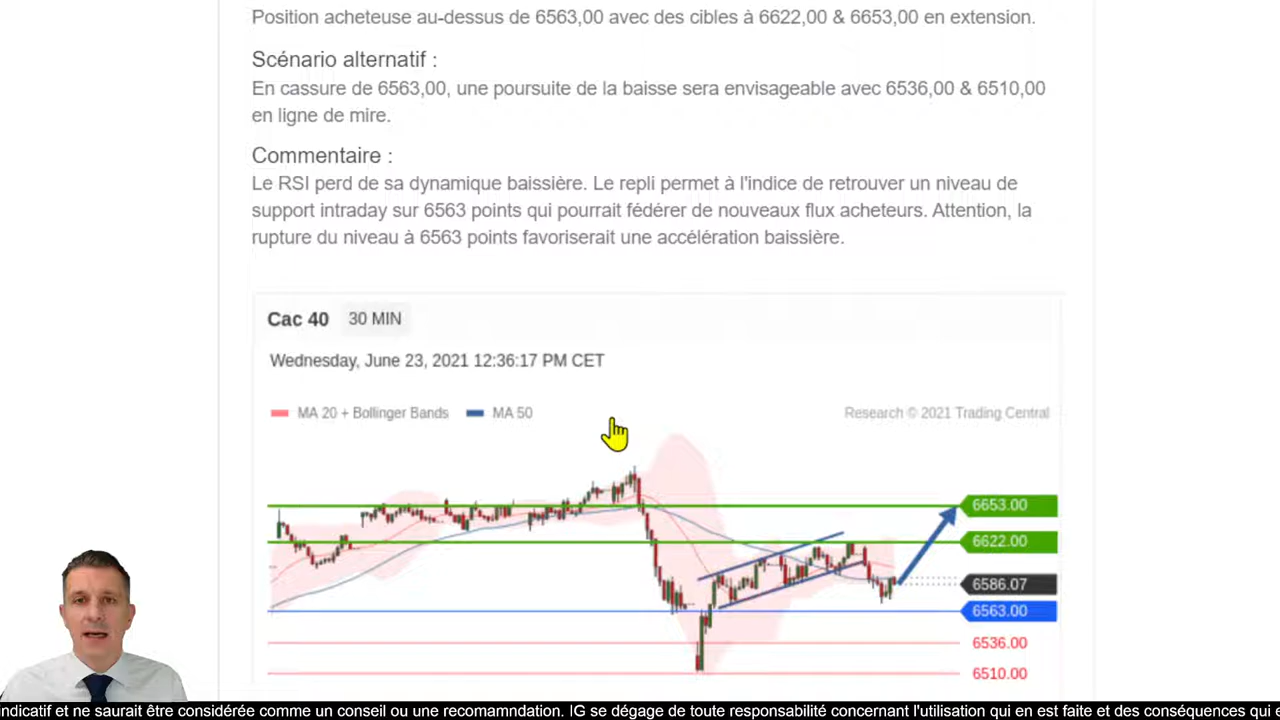 Position acheteuse au-dessus de 6563,00 avec des cibles à 6622,00 & 6653,00 en extension.
Scénario alternatif :
En cassure de 6563,00, une poursuite de la baisse sera envisageable avec 6536,00 & 6510,00
en ligne de mire.
Commentaire :
Le RSI perd de sa dynamique baissière. Le repli permet à l'indice de retrouver un niveau de
support intraday sur 6563 points qui pourrait fédérer de nouveaux flux acheteurs. Attention, la
rupture du niveau à 6563 points favoriserait une accélération baissière.
Cac 40 30 MIN
Wednesday, June 23, 2021 12:36:17 PM CET
MA 20 + Bollinger Bands MA 50 Research © 2021 Trading Central
6653.00
6622.00
6586.07
6563.00
6536.00
6510.00
indicatif et ne saurait être considérée comme un conseil ou une recomamndation. IG se dégage de toute responsabilité concernant l'utilisation qui en est faite et des conséquences qui